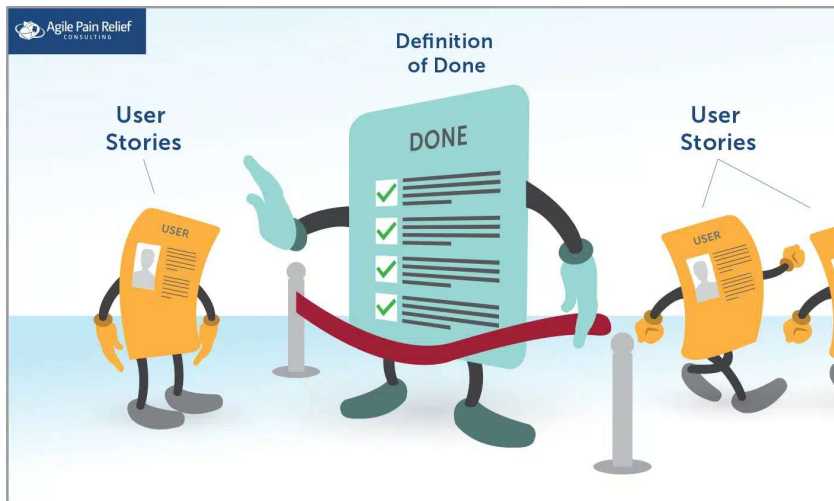 Agile Pain Relief
CONSULTING
Definition
of Done
User
Stories
User
Stories
DONE
USER
USER